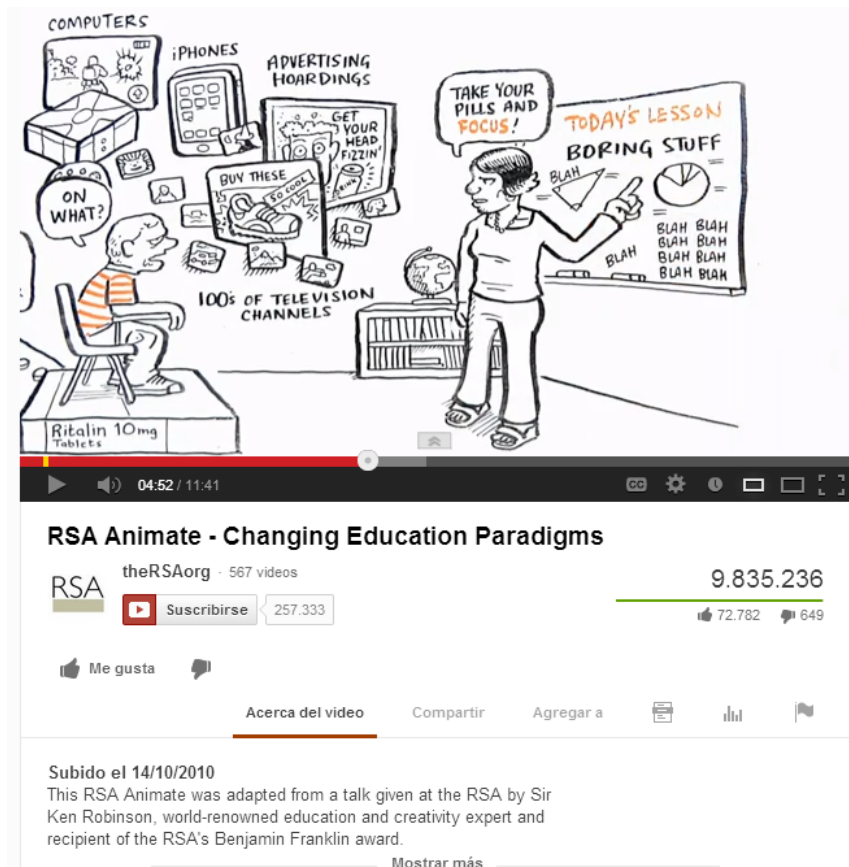 COMPUTERS
iPHONES
ADVERTISING
HOARDINGS
GET
YOUR
HEAD
FIZZIN'
DRINK
BUY THESE
SO COOL
ON
WHAT?
100s OF TELEVISION
CHANNELS
TAKE YOUR
PILLS AND
FOCUS!
TODAY'S LESSON
BORING STUFF
BLAH
BLAH BLAH
BLAH BLAH
BLAH BLAH
BLAH BLAH
BLAH
Ritalin 10mg
Tablets
04:52 / 11:41
CC
RSA Animate - Changing Education Paradigms
RSA
theRSAorg · 567 videos
Suscribirse 257.333
9.835.236
72.782 649
Me gusta
Acerca del video Compartir Agregar a
Subido el 14/10/2010
This RSA Animate was adapted from a talk given at the RSA by Sir
Ken Robinson, world-renowned education and creativity expert and
recipient of the RSA's Benjamin Franklin award.
Mostrar más